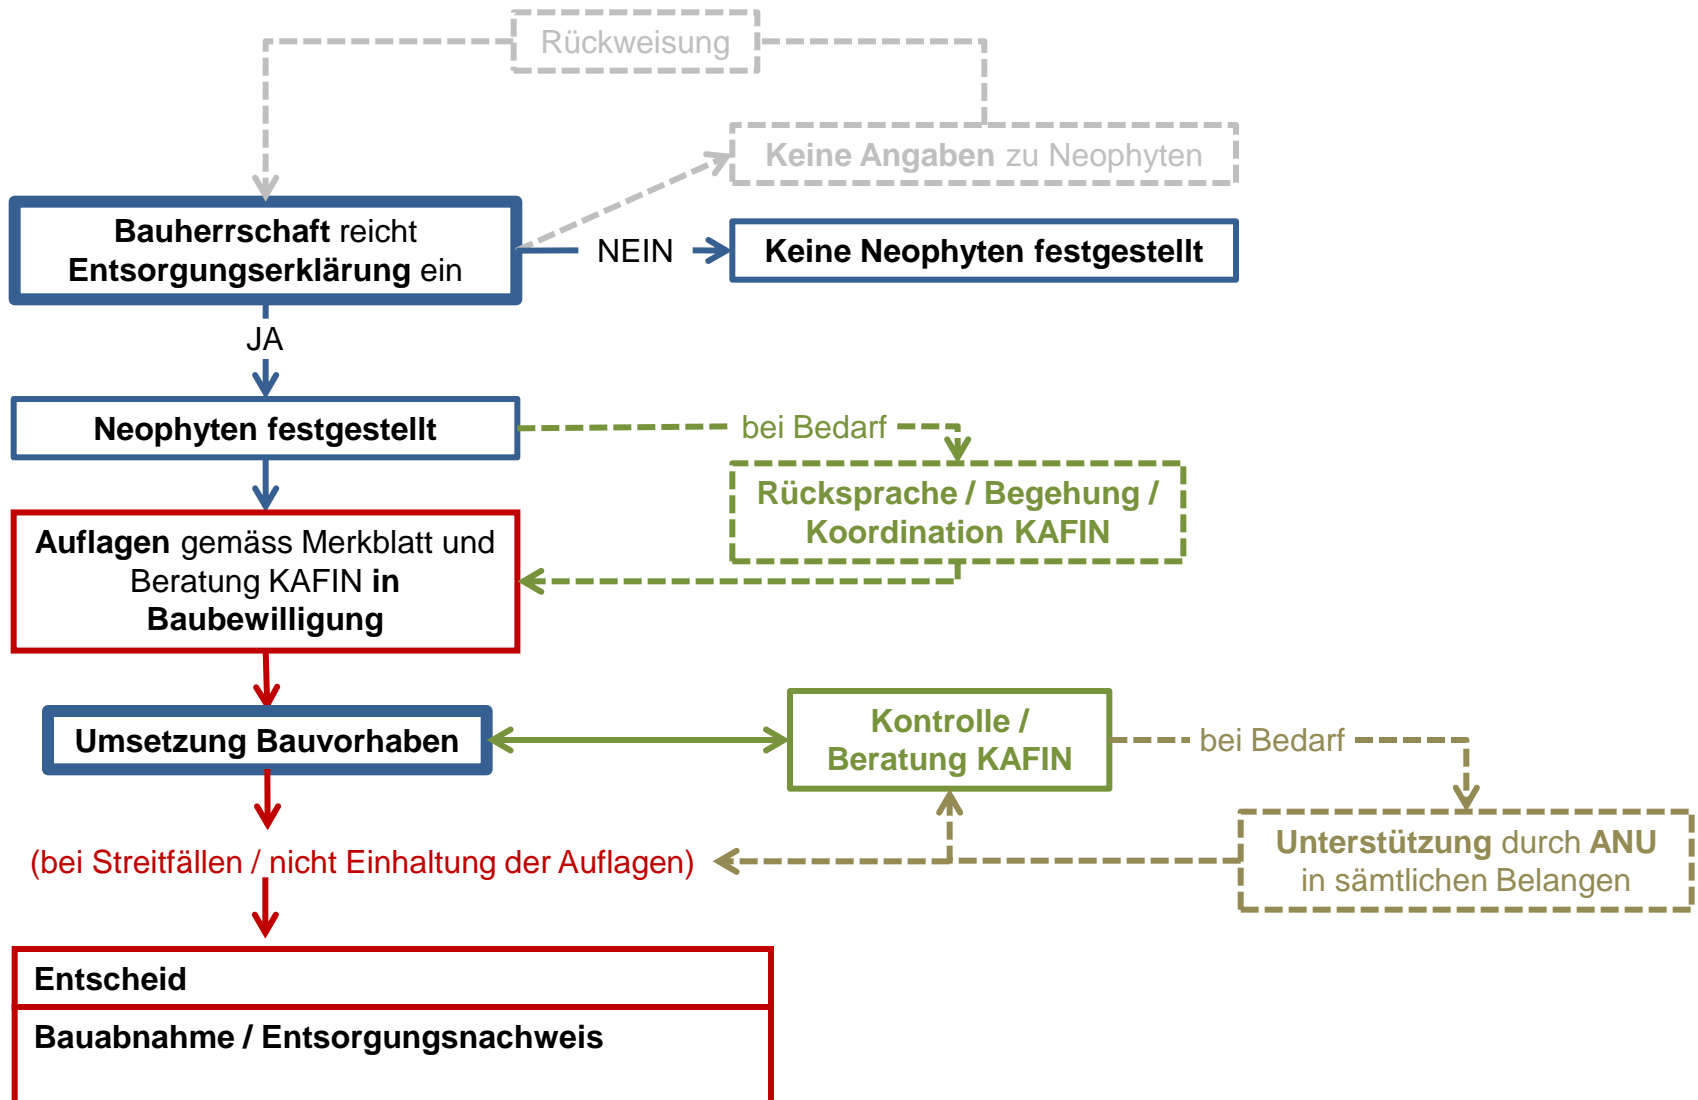 Rückweisung
Keine Angaben zu Neophyten
Bauherrschaft reicht
Entsorgungserklärung ein
NEIN
Keine Neophyten festgestellt
JA
Neophyten festgestellt
bei Bedarf
Rücksprache / Begehung /
Koordination KAFIN
Auflagen gemäss Merkblatt und
Beratung KAFIN in
Baubewilligung
Umsetzung Bauvorhaben
Kontrolle /
Beratung KAFIN
bei Bedarf
Unterstützung durch ANU
in sämtlichen Belangen
(bei Streitfällen / nicht Einhaltung der Auflagen)
Entscheid
Bauabnahme / Entsorgungsnachweis